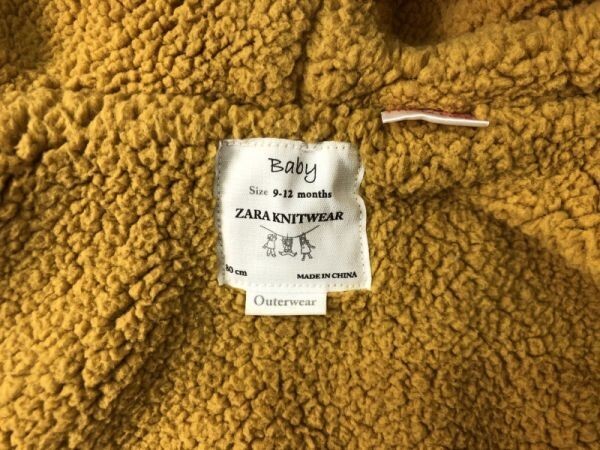 Baby
Size 9-12 months
ZARA KNITWEAR
80 cm MADE IN CHINA
Outerwear